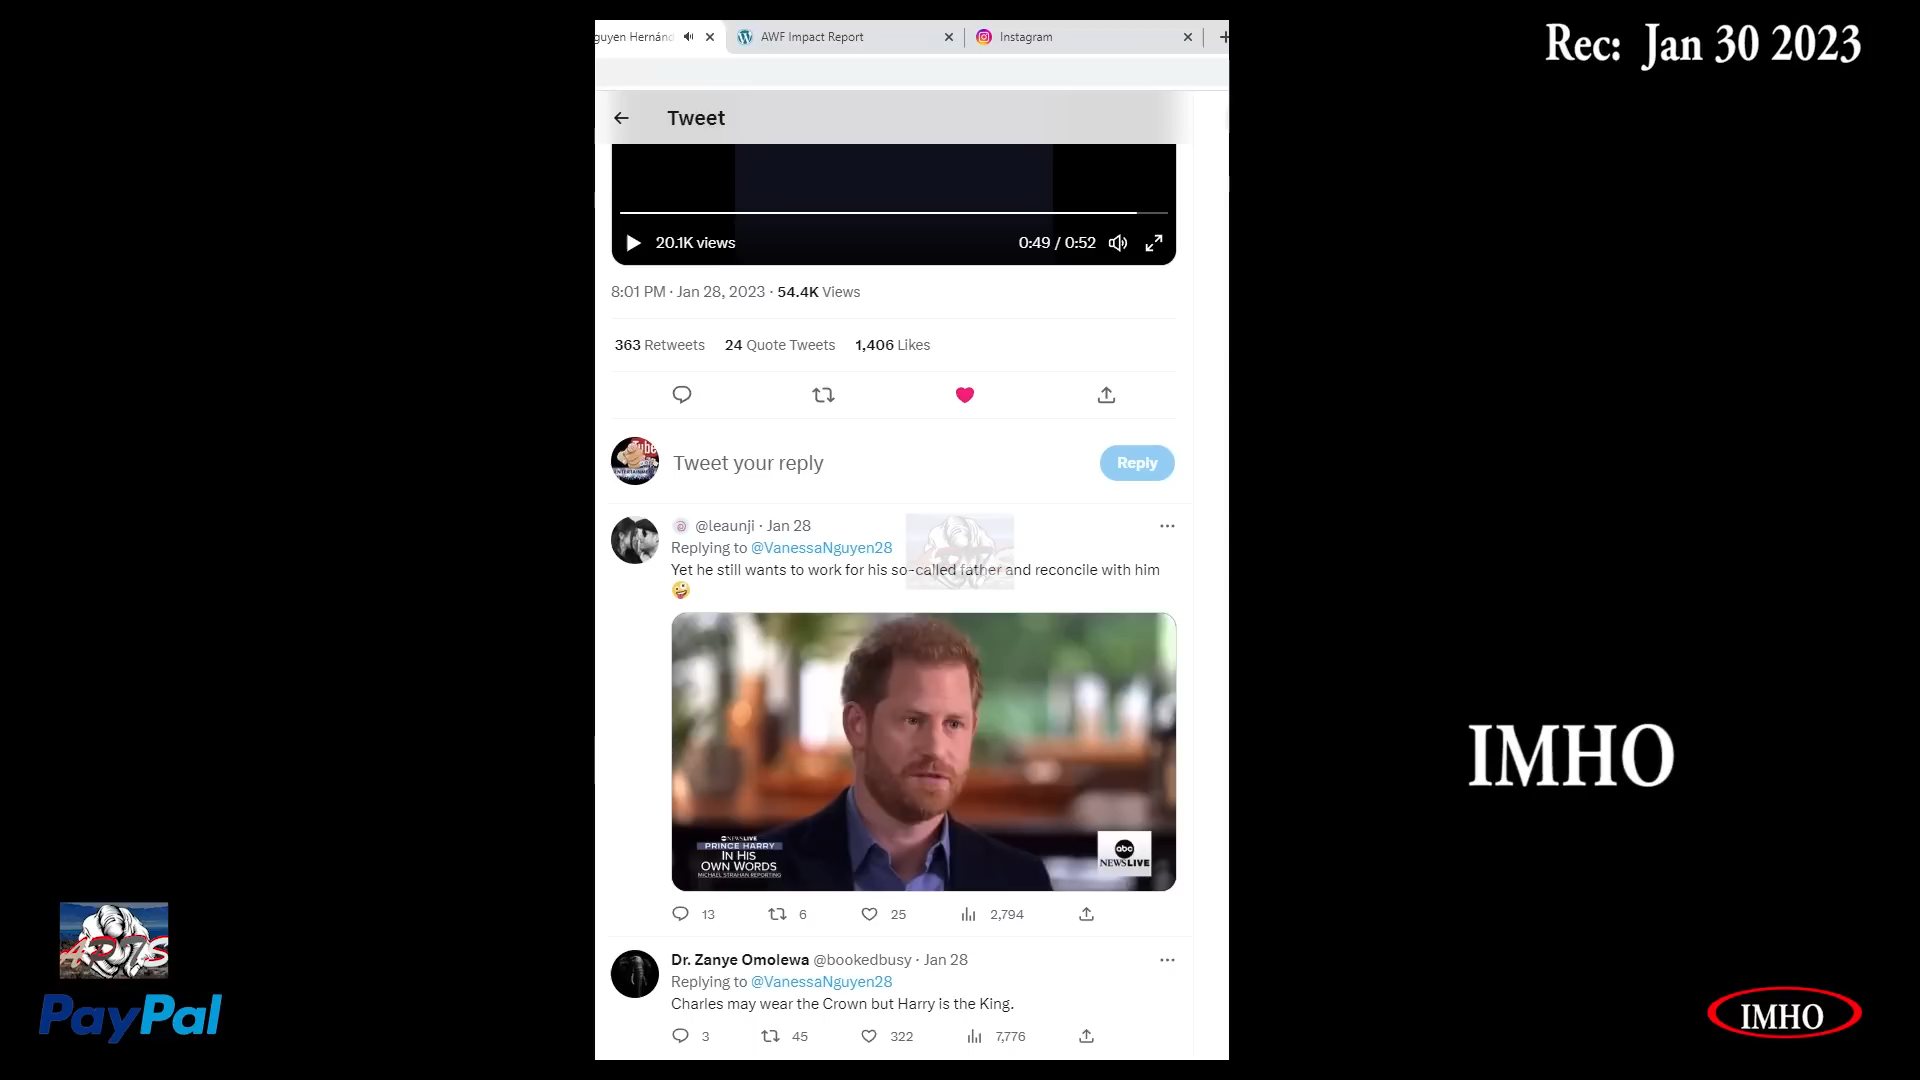 Rec: Jan 30 2023
guyen Hernánd
AWF Impact Report
Instagram
Tweet
20.1K views
0:49 / 0:52
8:01 PM · Jan 28, 2023 · 54.4K Views
363 Retweets 24 Quote Tweets 1,406 Likes
Tweet your reply
Reply
@leaunji · Jan 28
Replying to @VanessaNguyen28
Yet he still wants to work for his so-called father and reconcile with him
NEWSLIVE
PRINCE HARRY
IN HIS
OWN WORDS
MICHAEL STRAHAN REPORTING
abc
NEWSLIVE
13 6 25 2,794
Dr. Zanye Omolewa @bookedbusy · Jan 28
Replying to @VanessaNguyen28
Charles may wear the Crown but Harry is the King.
3 45 322 7,776
IMHO
PayPal
IMHO